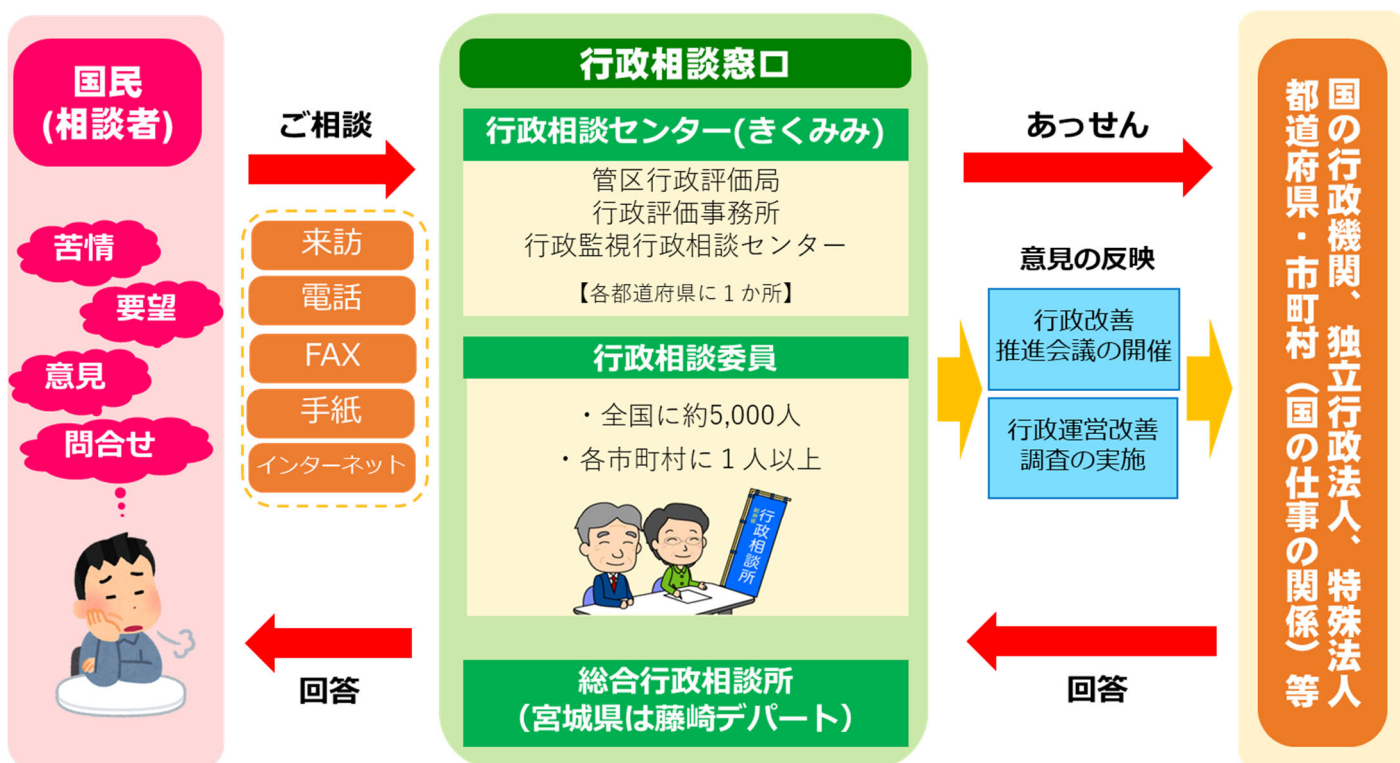 国民
(相談者)
苦情
要望
意見
問合せ
ご相談
来訪
電話
FAX
手紙
インターネット
回答
行政相談窓口
行政相談センター(きくみみ)
管区行政評価局
行政評価事務所
行政監視行政相談センター
【各都道府県に1か所】
行政相談委員
・全国に約5,000人
・各市町村に1人以上
行政相談所
総合行政相談所
(宮城県は藤崎デパート)
あっせん
意見の反映
行政改善
推進会議の開催
行政運営改善
調査の実施
回答
国の行政機関、独立行政法人、特殊法人
都道府県・市町村(国の仕事の関係)等